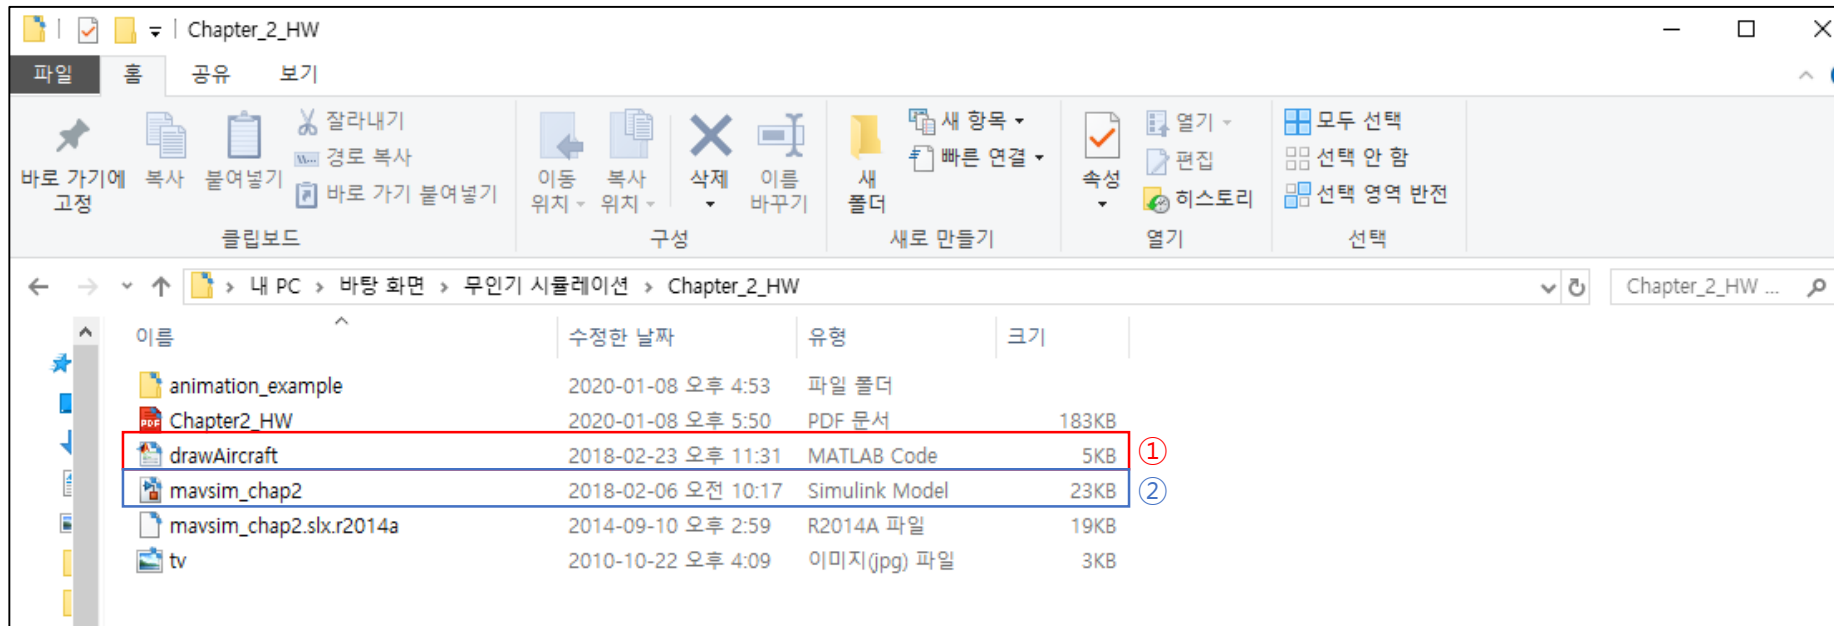 Chapter_2_HW
파일 홈 공유 보기
바로 가기에 고정
복사
붙여넣기
잘라내기
경로 복사
바로 가기 붙여넣기
클립보드
이동 위치
복사 위치
삭제
이름 바꾸기
구성
새 폴더
새 항목
빠른 연결
새로 만들기
속성
열기
편집
히스토리
열기
모두 선택
선택 안 함
선택 영역 반전
선택
내 PC > 바탕 화면 > 무인기 시뮬레이션 > Chapter_2_HW
Chapter_2_HW ...
이름 수정한 날짜 유형 크기
animation_example 2020-01-08 오후 4:53 파일 폴더
Chapter2_HW 2020-01-08 오후 5:50 PDF 문서 183KB
drawAircraft 2018-02-23 오후 11:31 MATLAB Code 5KB ①
mavsim_chap2 2018-02-06 오전 10:17 Simulink Model 23KB ②
mavsim_chap2.slx.r2014a 2014-09-10 오후 2:59 R2014A 파일 19KB
tv 2010-10-22 오후 4:09 이미지(jpg) 파일 3KB